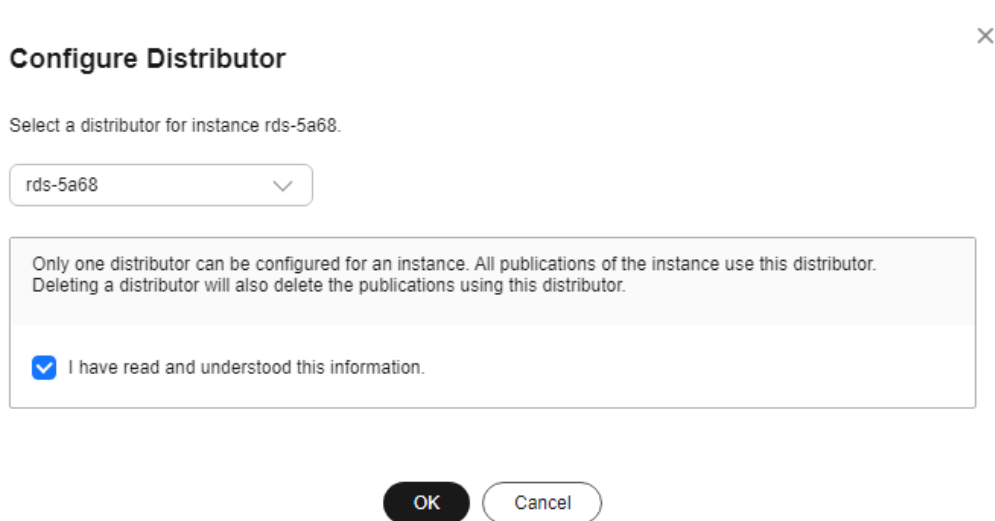 Configure Distributor
Select a distributor for instance rds-5a68.
rds-5a68
Only one distributor can be configured for an instance. All publications of the instance use this distributor.
Deleting a distributor will also delete the publications using this distributor.
I have read and understood this information.
OK
Cancel